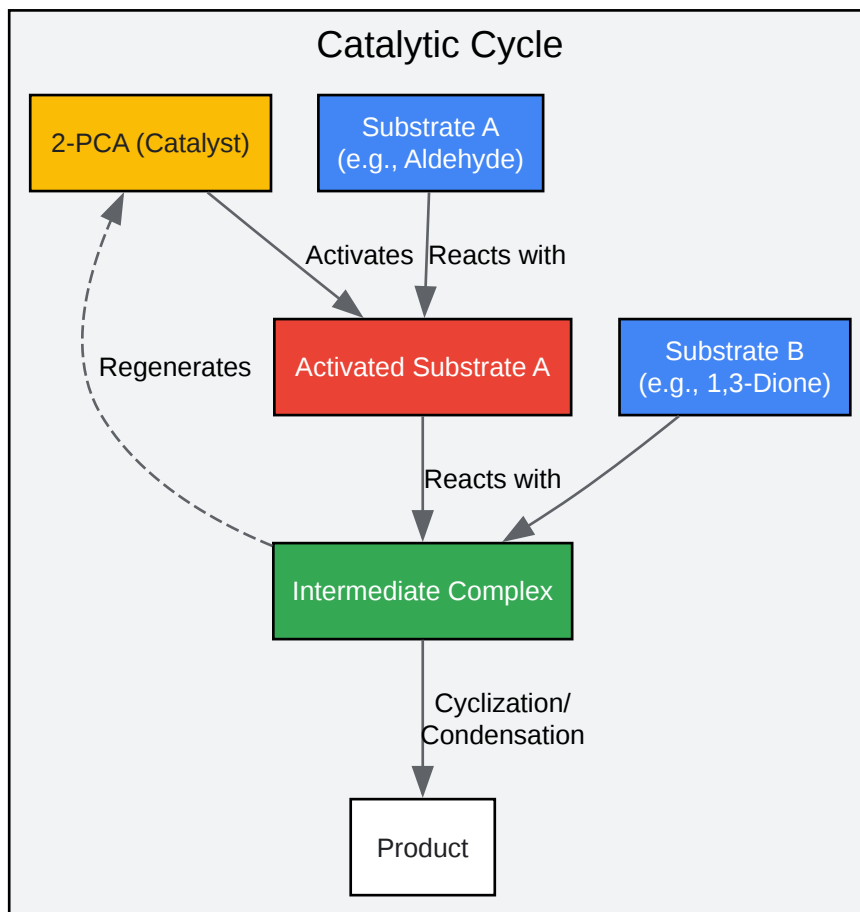 Catalytic Cycle
2-PCA (Catalyst)
Substrate A
(e.g., Aldehyde)
Activates
Reacts with
Activated Substrate A
Substrate B
(e.g., 1,3-Dione)
Regenerates
Reacts with
Intermediate Complex
Cyclization/
Condensation
Product